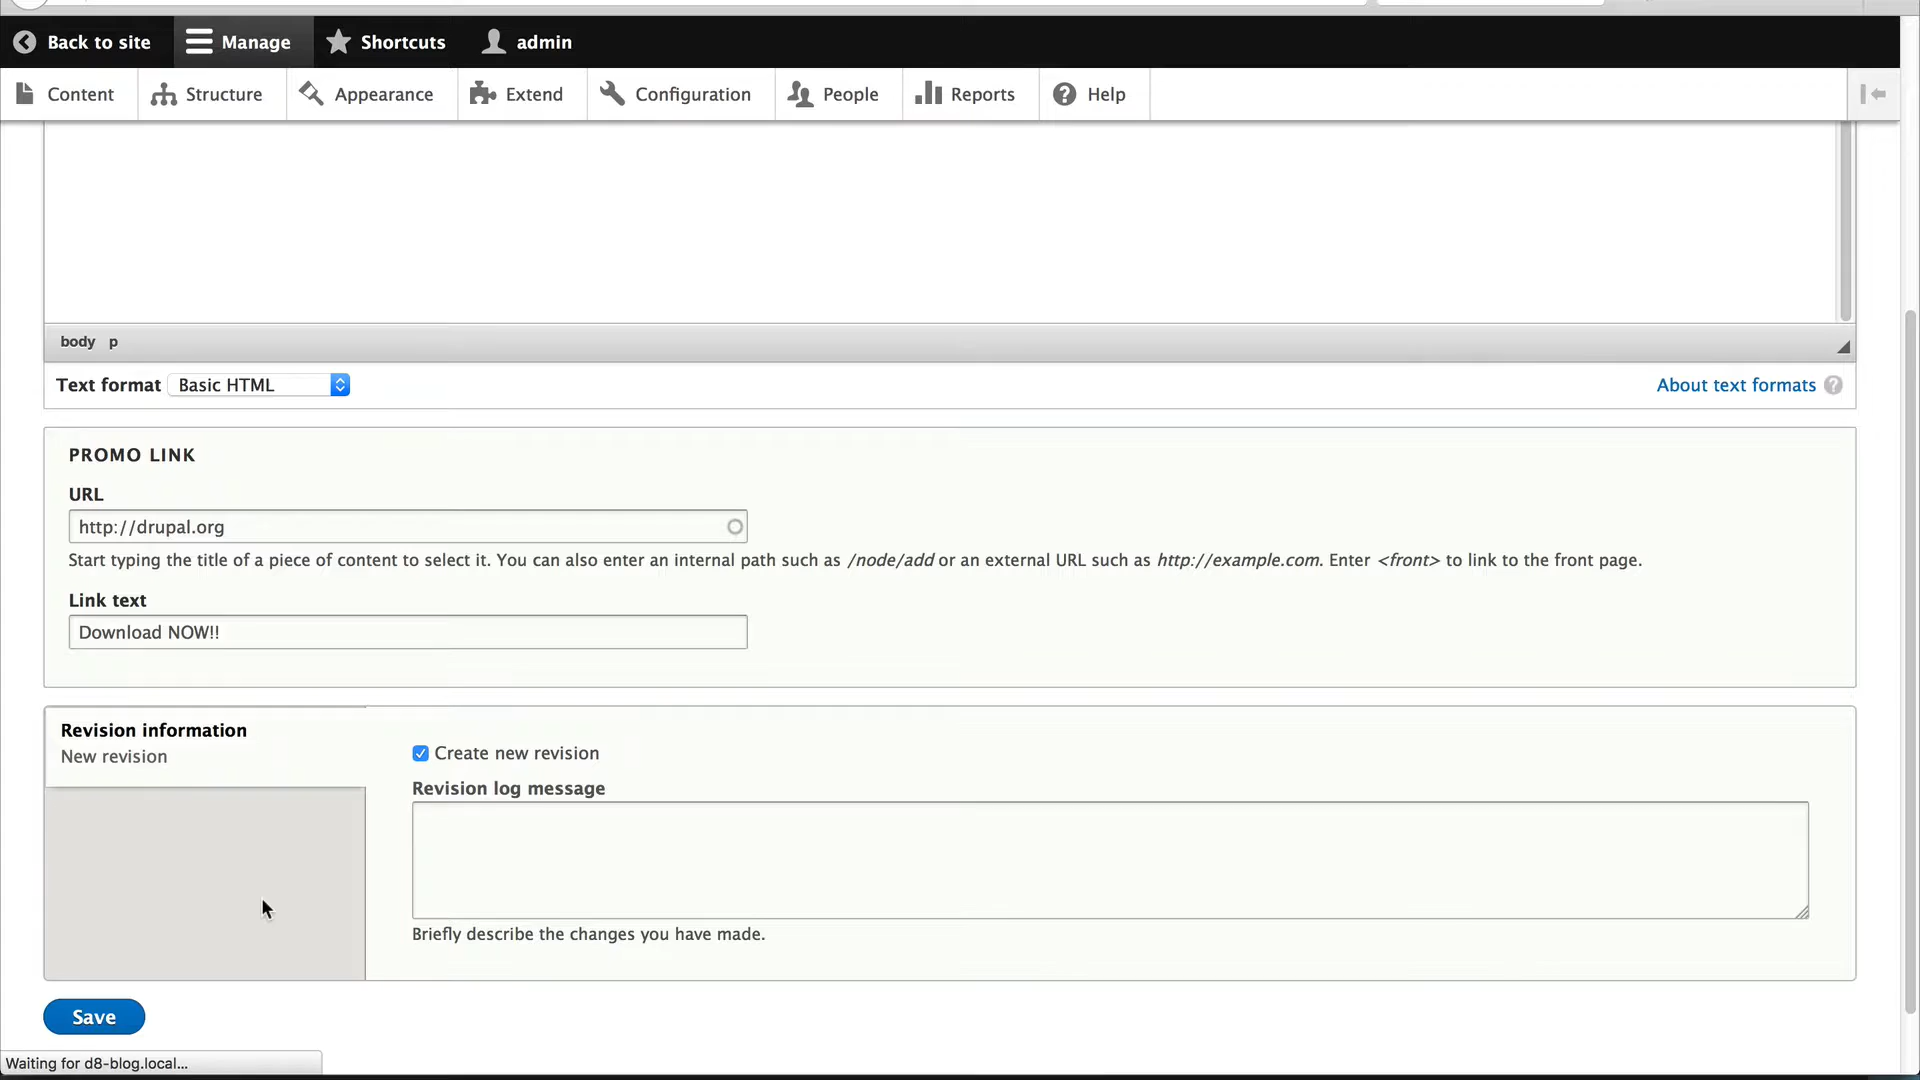 Back to site
Manage
Shortcuts
admin
Content
Structure
Appearance
Extend
Configuration
People
Reports
Help
body p
Text format Basic HTML
About text formats
PROMO LINK
URL
http://drupal.org
Start typing the title of a piece of content to select it. You can also enter an internal path such as /node/add or an external URL such as http://example.com. Enter <front> to link to the front page.
Link text
Download NOW!!
Revision information
New revision
Create new revision
Revision log message
Briefly describe the changes you have made.
Save
Waiting for d8-blog.local...